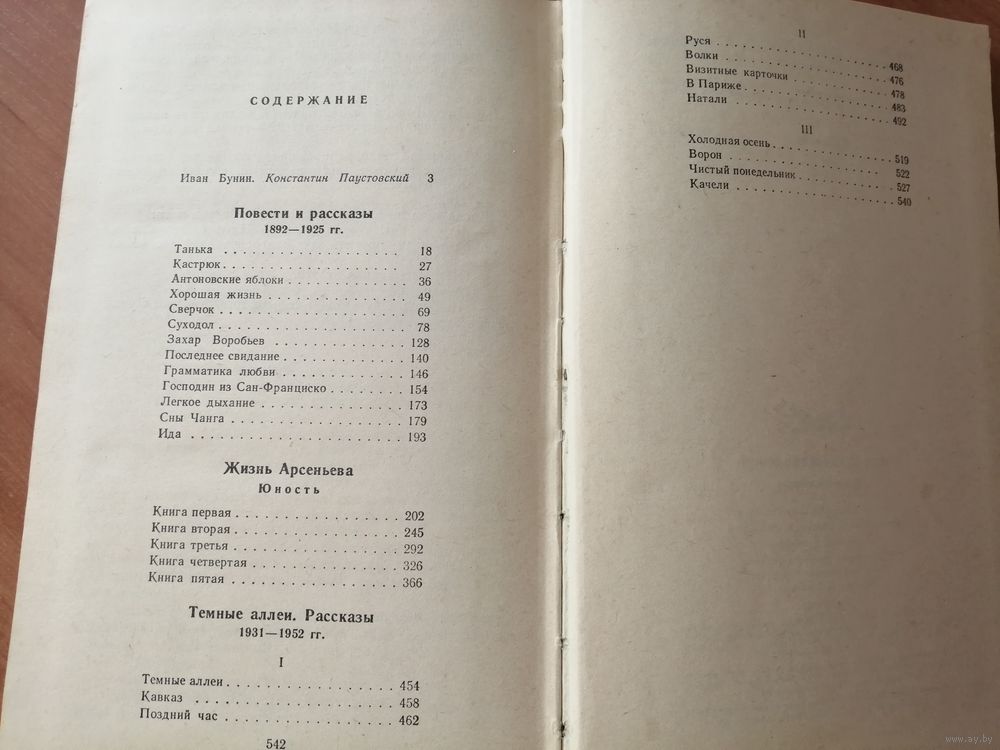 СОДЕРЖАНИЕ
Иван Бунин. Константин Паустовский 3
Повести и рассказы
1892—1925 гг.
Танька . . . . . . . . . . . . . . . . . . 18
Кастрюк . . . . . . . . . . . . . . . . . . 27
Антоновские яблоки . . . . . . . . . . . . 36
Хорошая жизнь . . . . . . . . . . . . . . 49
Сверчок . . . . . . . . . . . . . . . . . . 69
Суходол . . . . . . . . . . . . . . . . . . 78
Захар Воробьев . . . . . . . . . . . . . 128
Последнее свидание . . . . . . . . . . . . 140
Грамматика любви . . . . . . . . . . . . . 146
Господин из Сан-Франциско . . . . . . . 154
Легкое дыхание . . . . . . . . . . . . . . 173
Сны Чанга . . . . . . . . . . . . . . . . . 179
Ида . . . . . . . . . . . . . . . . . . . . 193
Жизнь Арсеньева
Юность
Книга первая . . . . . . . . . . . . . . . . 202
Книга вторая . . . . . . . . . . . . . . . . 245
Книга третья . . . . . . . . . . . . . . . . 292
Книга четвертая . . . . . . . . . . . . . . 326
Книга пятая . . . . . . . . . . . . . . . . 366
Темные аллеи. Рассказы
1931—1952 гг.
I
Темные аллеи . . . . . . . . . . . . . . . . 454
Кавказ . . . . . . . . . . . . . . . . . . . 458
Поздний час . . . . . . . . . . . . . . . . 462
542
II
Руся . . . . . . . . . . . . . . . . . . 468
Волки . . . . . . . . . . . . . . . . . . 476
Визитные карточки . . . . . . . . . . . 478
В Париже . . . . . . . . . . . . . . . . 483
Натали . . . . . . . . . . . . . . . . . 492
III
Холодная осень . . . . . . . . . . . . . 519
Ворон . . . . . . . . . . . . . . . . . 522
Чистый понедельник . . . . . . . . . . . 527
Качели . . . . . . . . . . . . . . . . . 540
www.ay.by